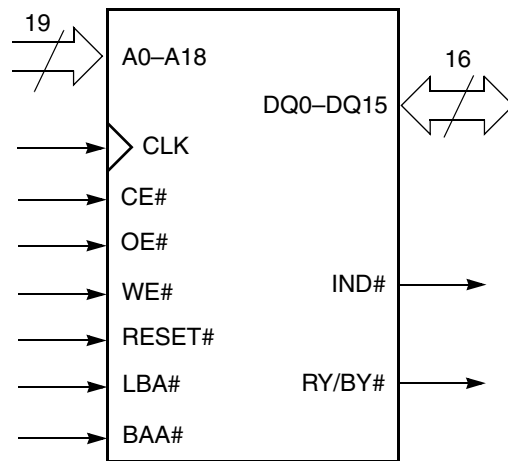 19
A0–A18
16
DQ0–DQ15
CLK
CE#
OE#
WE#
IND#
RESET#
LBA#
RY/BY#
BAA#